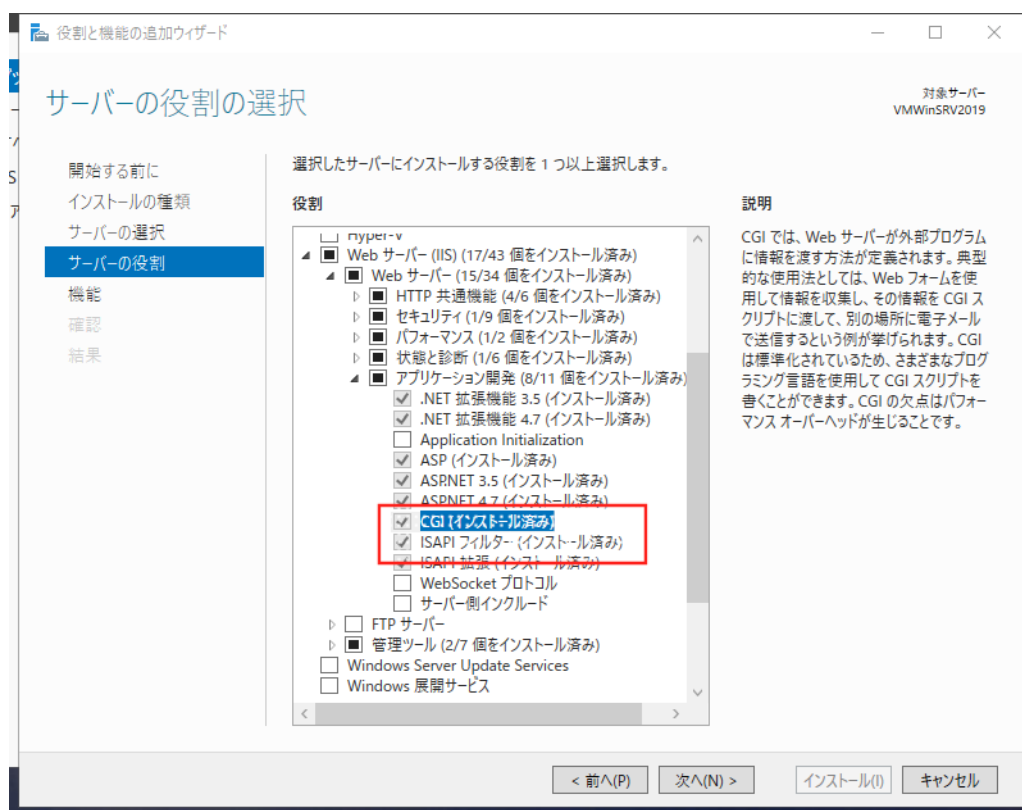 役割と機能の追加ウィザード
サーバーの役割の選択
対象サーバー
VMWinSRV2019
開始する前に
インストールの種類
サーバーの選択
サーバーの役割
機能
確認
結果
選択したサーバーにインストールする役割を 1 つ以上選択します。
役割
Hyper-V
Web サーバー (IIS) (17/43 個をインストール済み)
Web サーバー (15/34 個をインストール済み)
HTTP 共通機能 (4/6 個をインストール済み)
セキュリティ (1/9 個をインストール済み)
パフォーマンス (1/2 個をインストール済み)
状態と診断 (1/6 個をインストール済み)
アプリケーション開発 (8/11 個をインストール済み)
.NET 拡張機能 3.5 (インストール済み)
.NET 拡張機能 4.7 (インストール済み)
Application Initialization
ASP (インストール済み)
ASP.NET 3.5 (インストール済み)
ASP.NET 4.7 (インストール済み)
CGI (インストール済み)
ISAPI フィルター (インストール済み)
ISAPI 拡張 (インストール済み)
WebSocket プロトコル
サーバー側インクルード
FTP サーバー
管理ツール (2/7 個をインストール済み)
Windows Server Update Services
Windows 展開サービス
説明
CGI では、Web サーバーが外部プログラム
に情報を渡す方法が定義されます。典型
的な使用法としては、Web フォームを使
用して情報を収集し、その情報を CGI ス
クリプトに渡して、別の場所に電子メール
で送信するという例が挙げられます。CGI
は標準化されているため、さまざまなプログ
ラミング言語を使用して CGI スクリプトを
書くことができます。CGI の欠点はパフォー
マンス オーバーヘッドが生じることです。
< 前へ(P)
次へ(N) >
インストール(I)
キャンセル